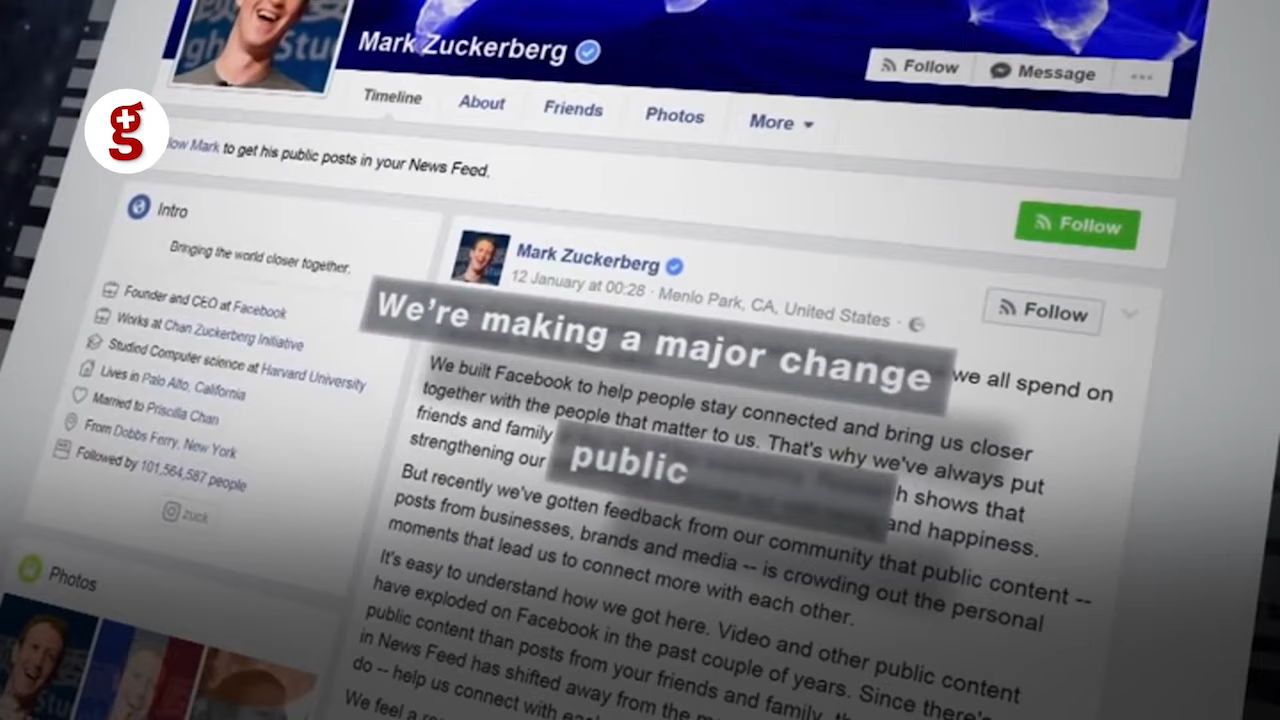 Mark Zuckerberg
Follow
Message
Timeline
About
Friends
Photos
More
g
low Mark to get his public posts in your News Feed.
Follow
Intro
Bringing the world closer together.
Founder and CEO at Facebook
Works at Chan Zuckerberg Initiative
Studied Computer science at Harvard University
Lives in Palo Alto, California
Married to Priscilla Chan
From Dobbs Ferry, New York
Followed by 101,564,587 people
zuck
Photos
Mark Zuckerberg
12 January at 00:28 · Menlo Park, CA, United States ·
Follow
We're making a major change
we all spend on
We built Facebook to help people stay connected and bring us closer
together with the people that matter to us. That's why we've always put
friends and family
public
h shows that
strengthening our
and happiness.
But recently we've gotten feedback from our community that public content --
posts from businesses, brands and media -- is crowding out the personal
moments that lead us to connect more with each other.
It's easy to understand how we got here. Video and other public content
have exploded on Facebook in the past couple of years. Since there's
public content than posts from your friends and family, th
in News Feed has shifted away from the
do -- help us connect with
We feel a